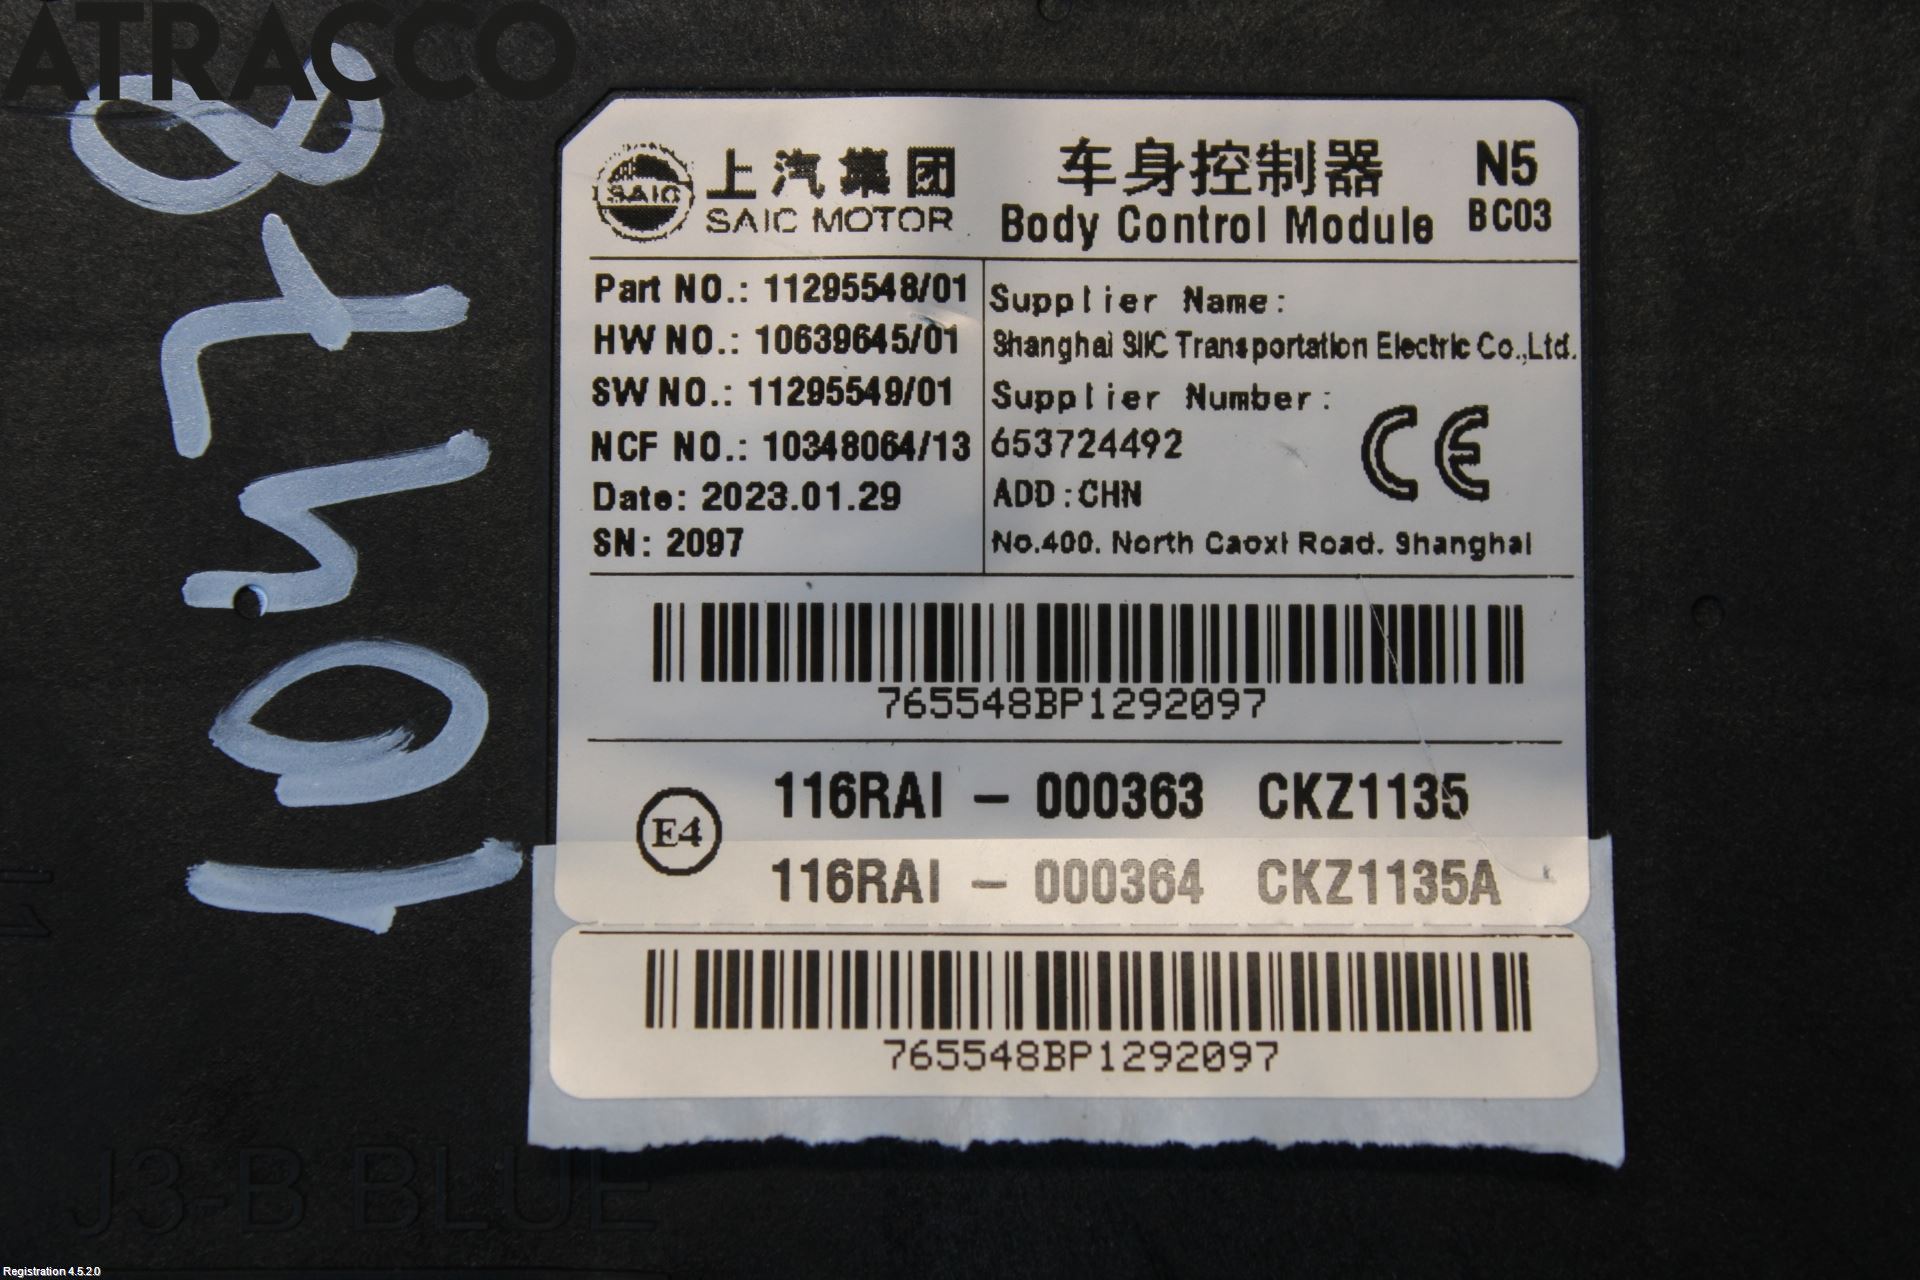 ATRACCO
10478
SAIC
上汽集团
SAIC MOTOR
车身控制器
Body Control Module
N5
BC03
Part NO.: 11295548/01
HW NO.: 10639645/01
SW NO.: 11295549/01
NCF NO.: 10348064/13
Date: 2023.01.29
SN: 2097
Supplier Name:
Shanghai SIIC Transportation Electric Co.,Ltd.
Supplier Number:
653724492
CE
ADD:CHN
No.400. North Caoxi Road. Shanghai
765548BP1292097
E4
116RAI - 000363 CKZ1135
116RAI - 000364 CKZ1135A
765548BP1292097
J3-B BLUE
Registration 4.5.2.0